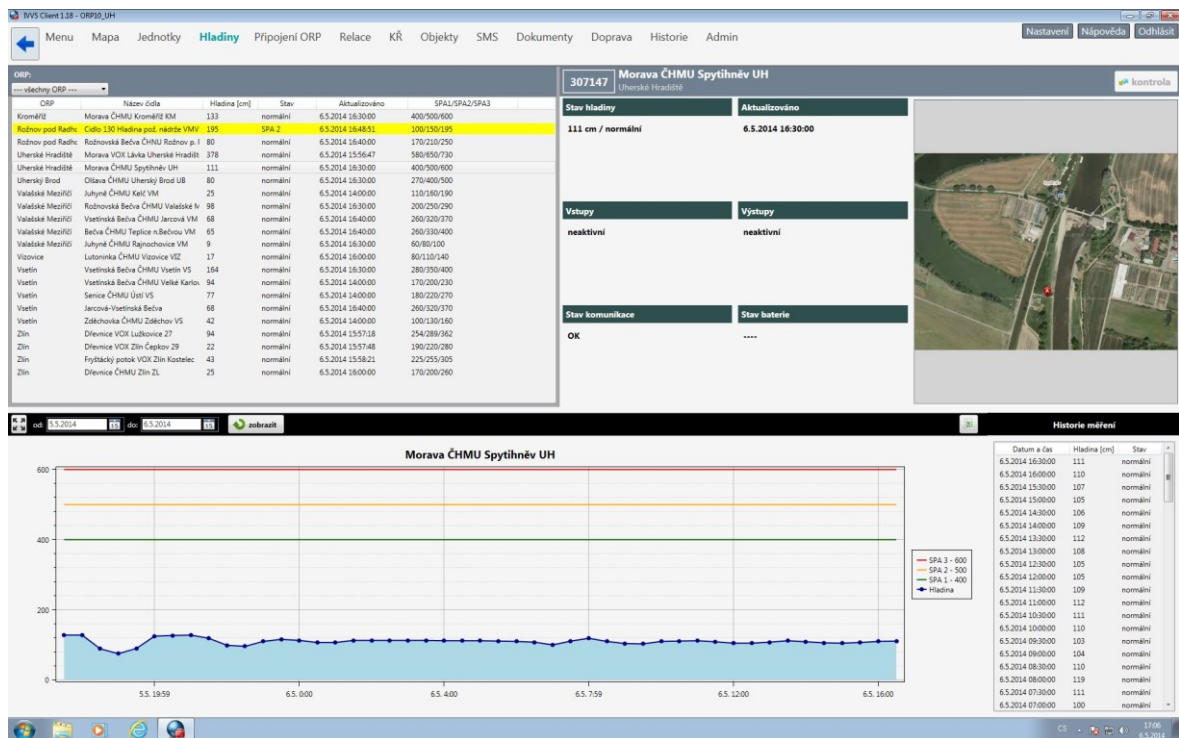 IVVS Client 1.18 - ORP10_UH
Menu Mapa Jednotky Hladiny Připojení ORP Relace KŘ Objekty SMS Dokumenty Doprava Historie Admin
Nastavení Nápověda Odhlásit
ORP:
--- všechny ORP ---
ORP Název čidla Hladina [cm] Stav Aktualizováno SPA1/SPA2/SPA3
Kroměříž Morava ČHMU Kroměříž KM 133 normální 6.5.2014 16:30:00 400/500/600
Rožnov pod Radhc Čidlo 130 Hladina pož. nádrže VMV 195 SPA 2 6.5.2014 16:48:51 100/150/195
Rožnov pod Radhc Rožnovská Bečva ČHNU Rožnov p. 80 normální 6.5.2014 16:40:00 170/210/250
Uherské Hradiště Morava VOX Lávka Uherské Hradišt 378 normální 6.5.2014 15:56:47 580/650/730
Uherské Hradiště Morava ČHMU Spytihněv UH 111 normální 6.5.2014 16:30:00 400/500/600
Uherský Brod Olšava ČHMU Uherský Brod UB 80 normální 6.5.2014 16:30:00 270/400/500
Valašské Meziříčí Juhyně ČHMU Kelč VM 25 normální 6.5.2014 14:00:00 110/160/190
Valašské Meziříčí Rožnovská Bečva ČHMU Valašské M 98 normální 6.5.2014 16:30:00 200/250/290
Valašské Meziříčí Vsetínská Bečva ČHMU Jarcová VM 68 normální 6.5.2014 16:40:00 260/320/370
Valašské Meziříčí Bečva ČHMU Teplice n.Bečvou VM 65 normální 6.5.2014 16:40:00 260/330/400
Valašské Meziříčí Juhyně ČHMU Rajnochovice VM 9 normální 6.5.2014 16:30:00 60/80/100
Vizovice Lutoninka ČHMU Vizovice VIZ 17 normální 6.5.2014 16:00:00 80/110/140
Vsetín Vsetínská Bečva ČHMU Vsetín VS 164 normální 6.5.2014 16:30:00 280/350/400
Vsetín Vsetínská Bečva ČHMU Velké Karlov 94 normální 6.5.2014 14:00:00 170/200/230
Vsetín Senice ČHMU Ústí VS 77 normální 6.5.2014 14:00:00 180/220/270
Vsetín Jarcová-Vsetínská Bečva 68 normální 6.5.2014 16:40:00 260/320/370
Vsetín Zděchovka ČHMU Zděchov VS 42 normální 6.5.2014 14:00:00 100/130/160
Zlín Dřevnice VOX Lužkovice 27 94 normální 6.5.2014 15:57:18 254/289/362
Zlín Dřevnice VOX Zlín Čepkov 29 22 normální 6.5.2014 15:57:48 190/220/280
Zlín Fryštácký potok VOX Zlín Kostelec 43 normální 6.5.2014 15:58:21 225/255/305
Zlín Dřevnice ČHMU Zlín ZL 25 normální 6.5.2014 16:00:00 170/200/260
307147 Morava ČHMU Spytihněv UH
Uherské Hradiště
kontrola
Stav hladiny Aktualizováno
111 cm / normální 6.5.2014 16:30:00
Vstupy Výstupy
neaktivní neaktivní
Stav komunikace Stav baterie
OK ----
od: 5.5.2014 15 do: 6.5.2014 15 zobrazit
Historie měření
Morava ČHMU Spytihněv UH
600
400
200
0
5.5. 19:59 6.5. 0:00 6.5. 4:00 6.5. 7:59 6.5. 12:00 6.5. 16:00
SPA 3 - 600
SPA 2 - 500
SPA 1 - 400
Hladina
Datum a čas Hladina [cm] Stav
6.5.2014 16:30:00 111 normální
6.5.2014 16:00:00 110 normální
6.5.2014 15:30:00 107 normální
6.5.2014 15:00:00 105 normální
6.5.2014 14:30:00 106 normální
6.5.2014 14:00:00 109 normální
6.5.2014 13:30:00 112 normální
6.5.2014 13:00:00 108 normální
6.5.2014 12:30:00 105 normální
6.5.2014 12:00:00 105 normální
6.5.2014 11:30:00 109 normální
6.5.2014 11:00:00 112 normální
6.5.2014 10:30:00 111 normální
6.5.2014 10:00:00 110 normální
6.5.2014 09:30:00 103 normální
6.5.2014 09:00:00 104 normální
6.5.2014 08:30:00 110 normální
6.5.2014 08:00:00 119 normální
6.5.2014 07:30:00 111 normální
6.5.2014 07:00:00 100 normální
CS 17:06
6.5.2014